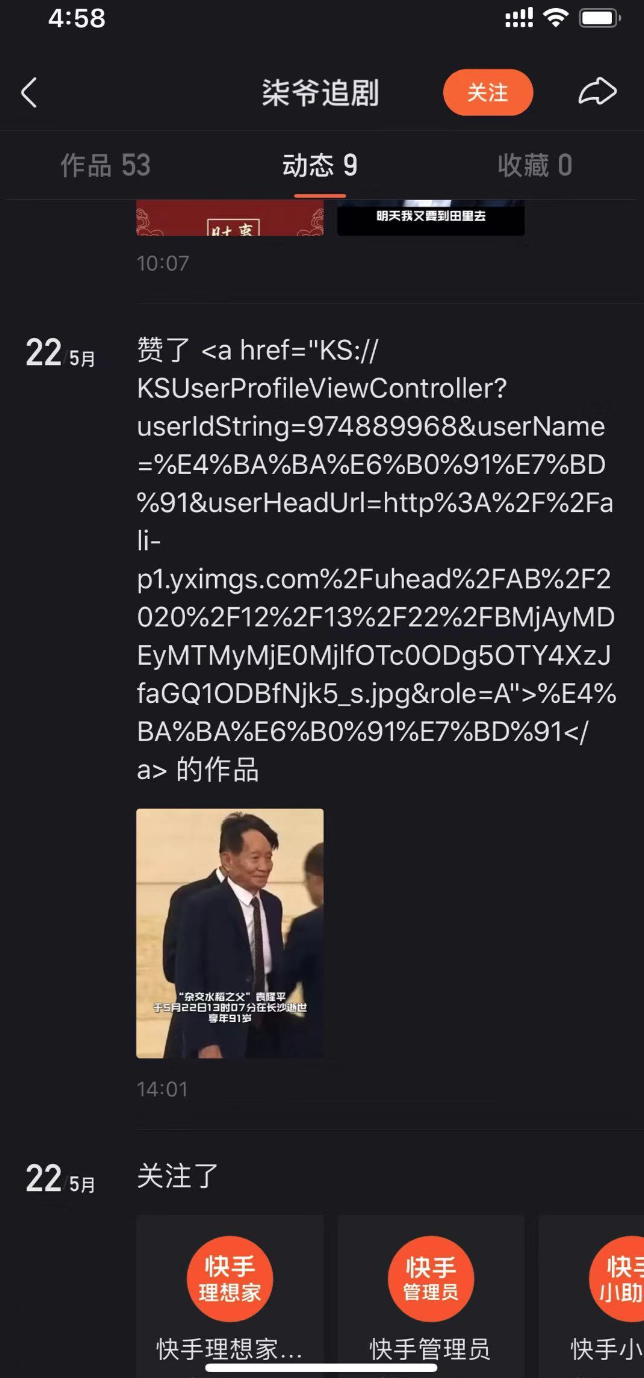 4:58
柒爷追剧
关注
作品 53
动态 9
收藏 0
明天我又要到田里去
10:07
22 5月
赞了 <a href="KS://
KSUserProfileViewController?
userIdString=974889968&userName
=%E4%BA%BA%E6%B0%91%E7%BD
%91&userHeadUrl=http%3A%2F%2Fa
li-
p1.yximgs.com%2Fuhead%2FAB%2F2
020%2F12%2F13%2F22%2FBMjAyMD
EyMTMyMjE0MjlfOTc0ODg5OTY4XzJ
faGQ1ODBfNjk5_s.jpg&role=A">%E4%
BA%BA%E6%B0%91%E7%BD%91</
a> 的作品
“杂交水稻之父”袁隆平
于5月22日13时07分在长沙逝世
享年91岁
14:01
22 5月
关注了
快手
理想家
快手
管理员
快手
小助
快手理想家...
快手管理员
快手小